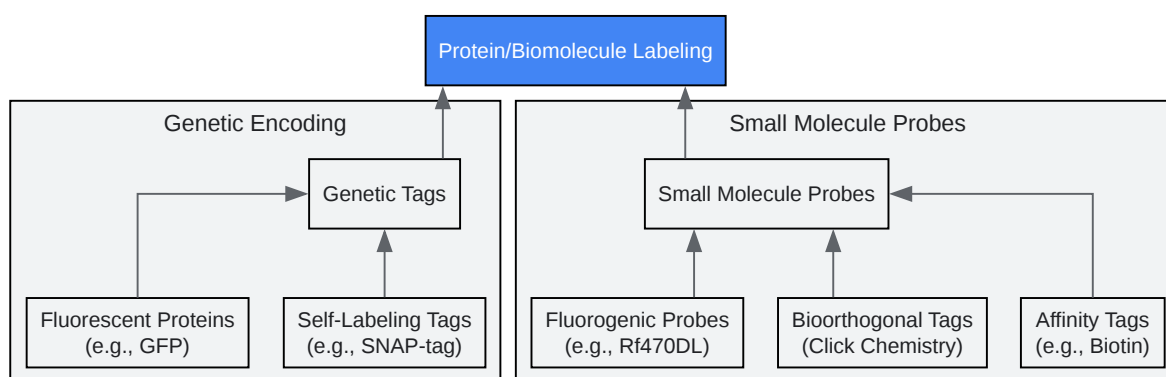 Protein/Biomolecule Labeling
Genetic Encoding
Small Molecule Probes
Genetic Tags
Small Molecule Probes
Fluorescent Proteins
(e.g., GFP)
Self-Labeling Tags
(e.g., SNAP-tag)
Fluorogenic Probes
(e.g., Rf470DL)
Bioorthogonal Tags
(Click Chemistry)
Affinity Tags
(e.g., Biotin)